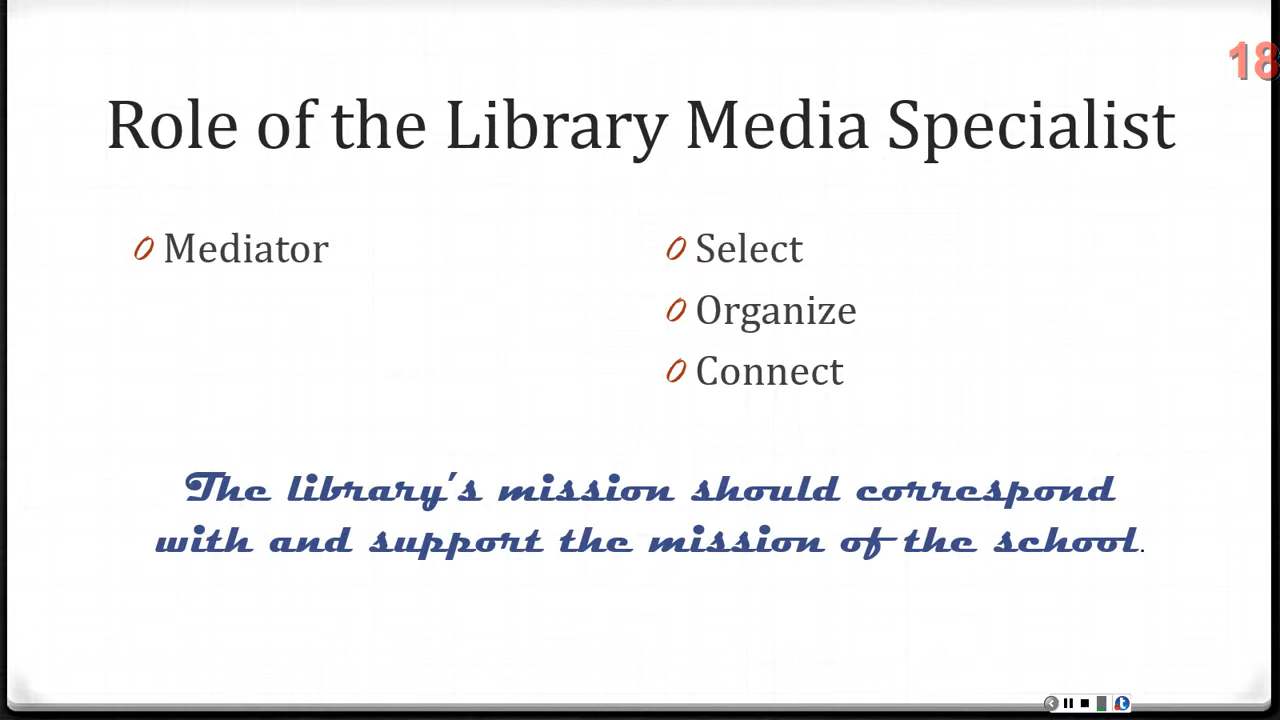 18
Role of the Library Media Specialist
Mediator
Select
Organize
Connect
The library's mission should correspond
with and support the mission of the school.